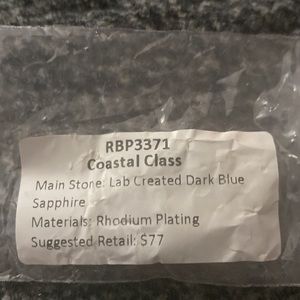 RBP3371
Coastal Class
Main Stone: Lab Created Dark Blue
Sapphire
Materials: Rhodium Plating
Suggested Retail: $77